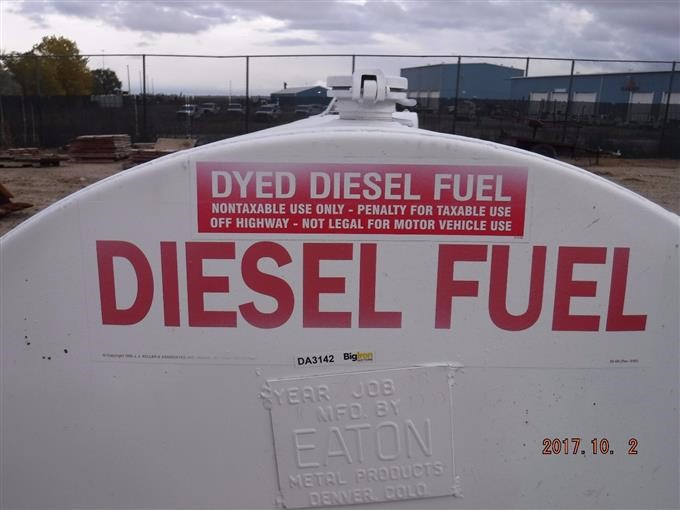 DYED DIESEL FUEL
NONTAXABLE USE ONLY - PENALTY FOR TAXABLE USE
OFF HIGHWAY - NOT LEGAL FOR MOTOR VEHICLE USE
DIESEL FUEL
DA3142 BigIron
YEAR JOB
MFD. BY
EATON
METAL PRODUCTS
DENVER, COLO.
2017.10. 2